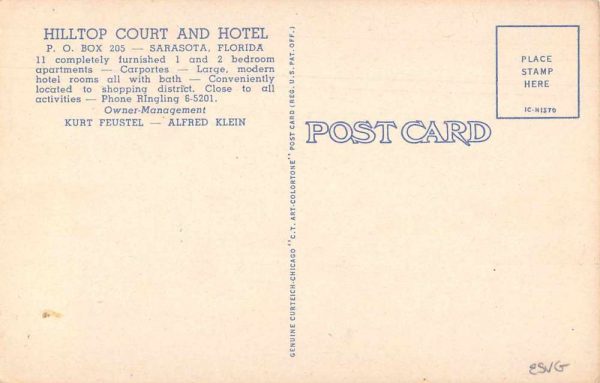 HILLTOP COURT AND HOTEL
P. O. BOX 205 — SARASOTA, FLORIDA
11 completely furnished 1 and 2 bedroom
apartments — Carportes — Large, modern
hotel rooms all with bath — Conveniently
located to shopping district. Close to all
activities — Phone RIngling 6-5201.
Owner-Management
KURT FEUSTEL — ALFRED KLEIN
GENUINE CURTEICH-CHICAGO "C.T. ART-COLORTONE" POST CARD (REG. U.S. PAT. OFF.)
POST CARD
PLACE
STAMP
HERE
1C-H1570